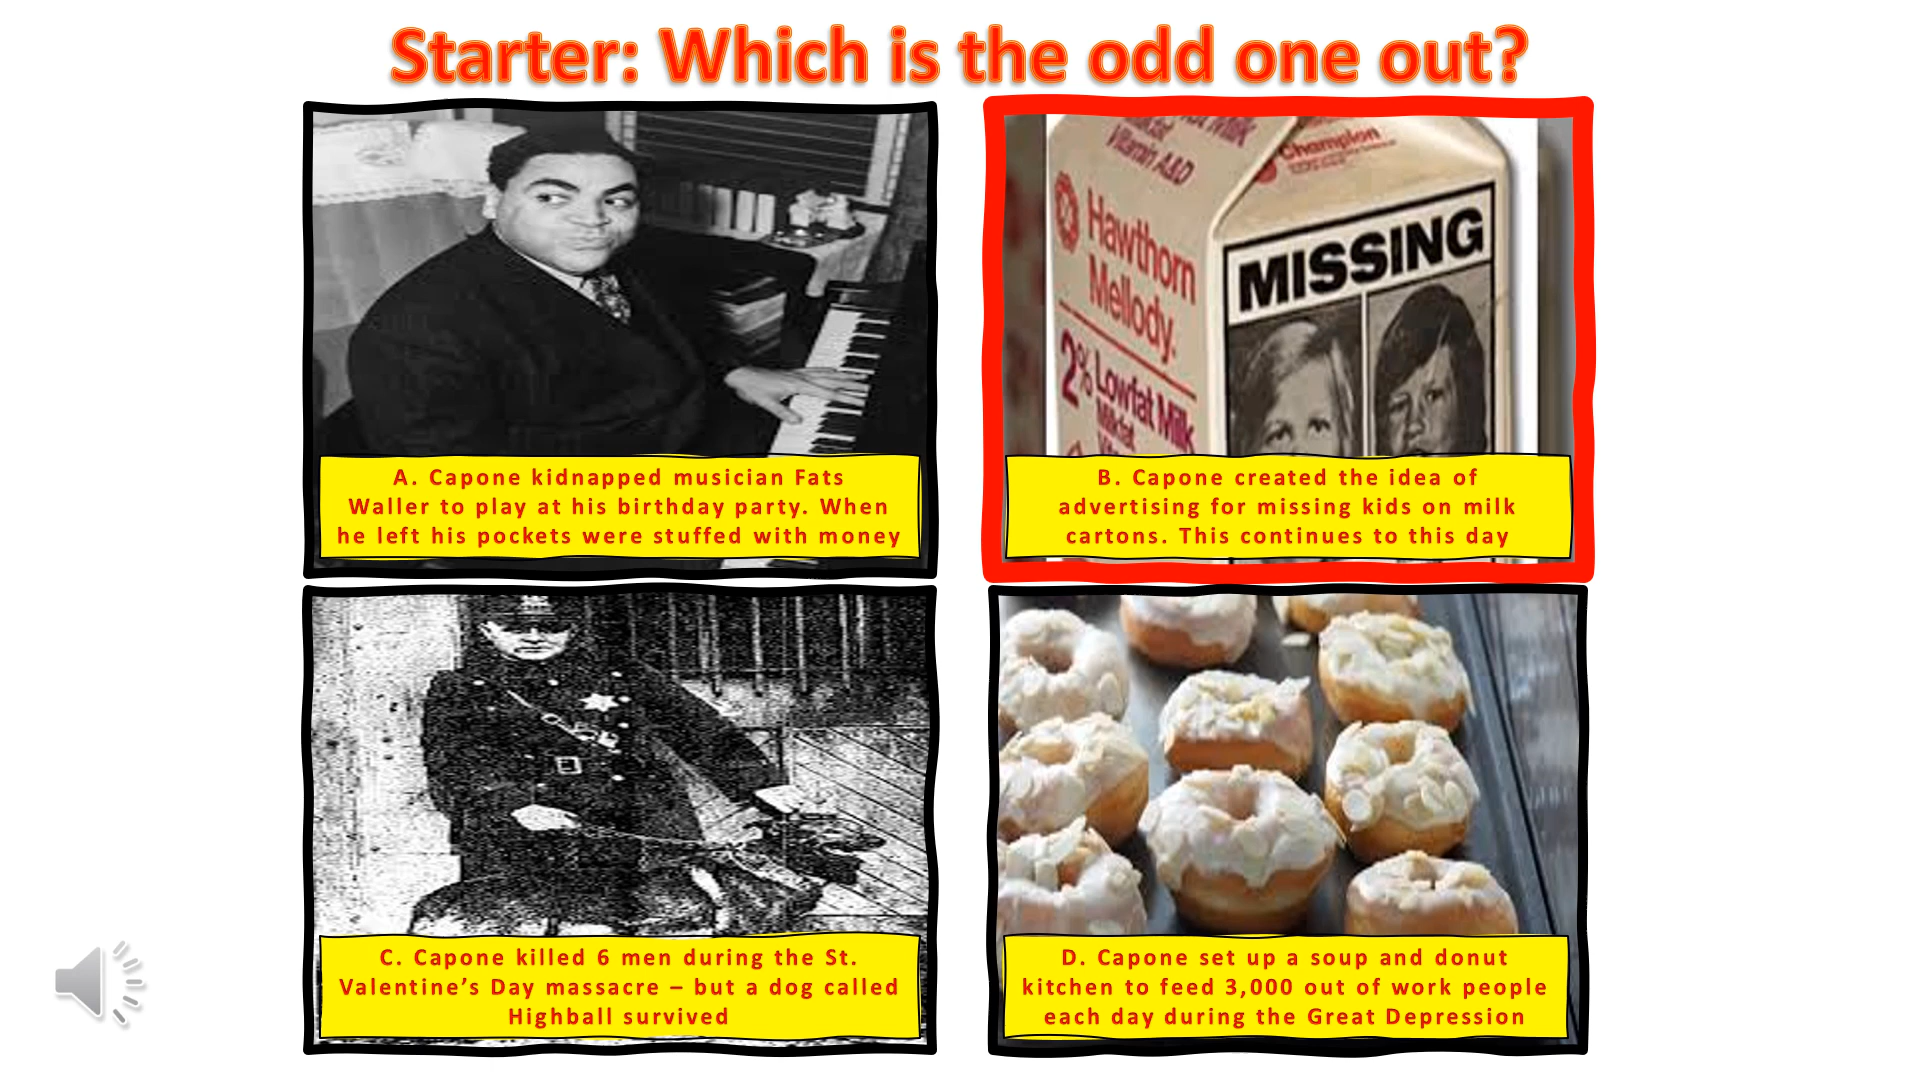 Starter: Which is the odd one out?
A. Capone kidnapped musician Fats
Waller to play at his birthday party. When
he left his pockets were stuffed with money
Vitamin A&D
Champion
Hawthorn
Mellody.
2% Lowfat Milk
MISSING
B. Capone created the idea of
advertising for missing kids on milk
cartons. This continues to this day
C. Capone killed 6 men during the St.
Valentine’s Day massacre – but a dog called
Highball survived
D. Capone set up a soup and donut
kitchen to feed 3,000 out of work people
each day during the Great Depression